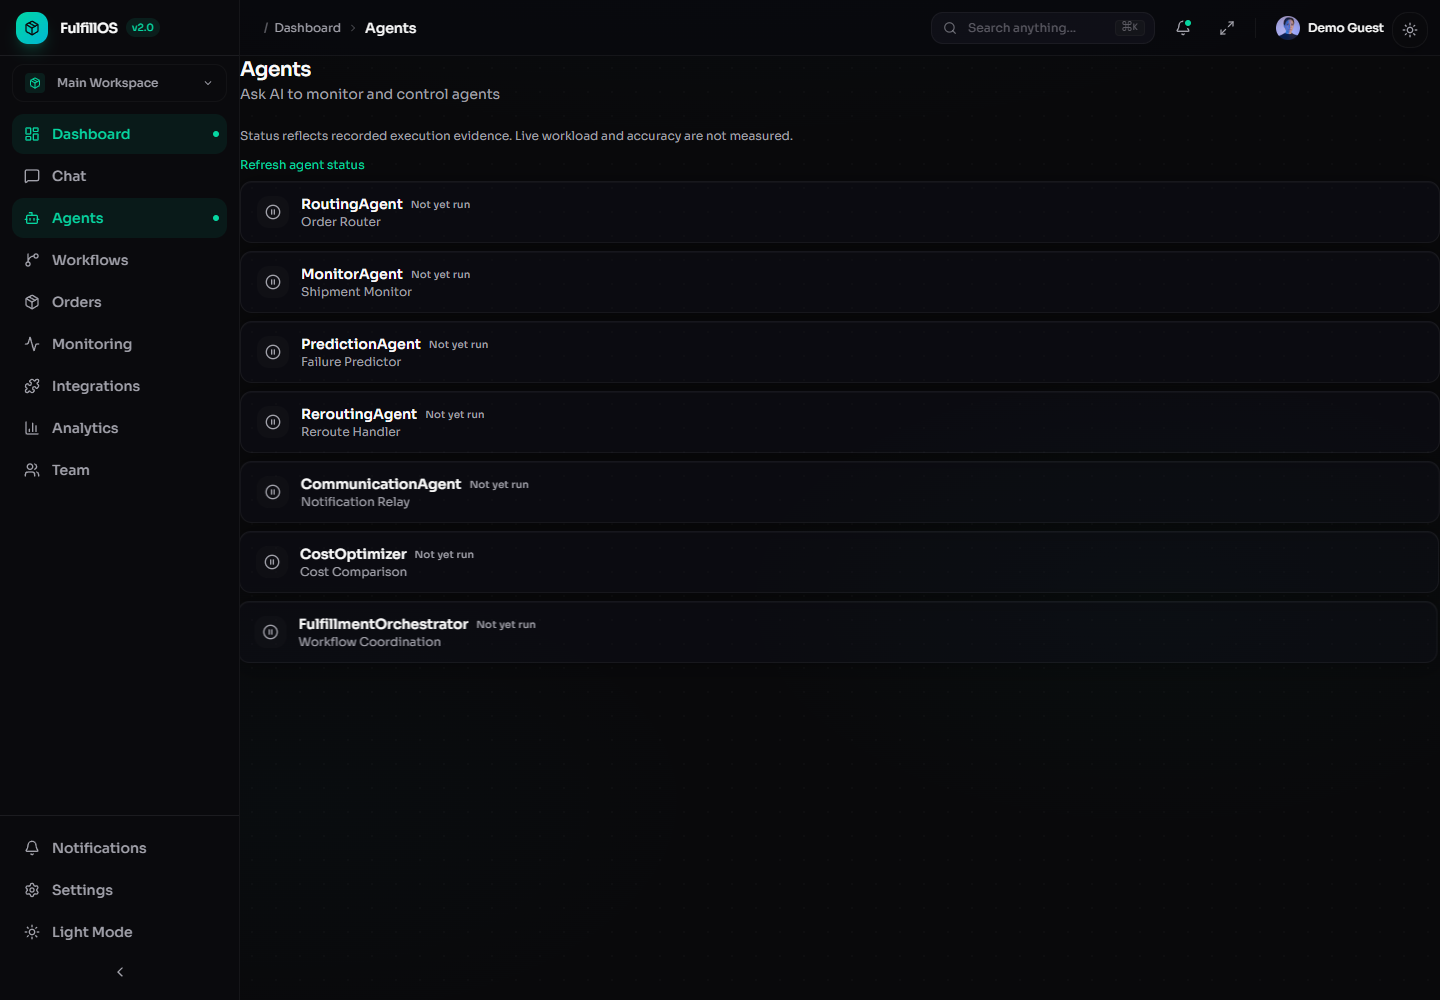 FulfillOS v2.0
/ Dashboard > Agents
Search anything... ⌘K
Demo Guest
Main Workspace
Dashboard
Chat
Agents
Workflows
Orders
Monitoring
Integrations
Analytics
Team
Notifications
Settings
Light Mode
Agents
Ask AI to monitor and control agents
Status reflects recorded execution evidence. Live workload and accuracy are not measured.
Refresh agent status
RoutingAgent Not yet run
Order Router
MonitorAgent Not yet run
Shipment Monitor
PredictionAgent Not yet run
Failure Predictor
ReroutingAgent Not yet run
Reroute Handler
CommunicationAgent Not yet run
Notification Relay
CostOptimizer Not yet run
Cost Comparison
FulfillmentOrchestrator Not yet run
Workflow Coordination